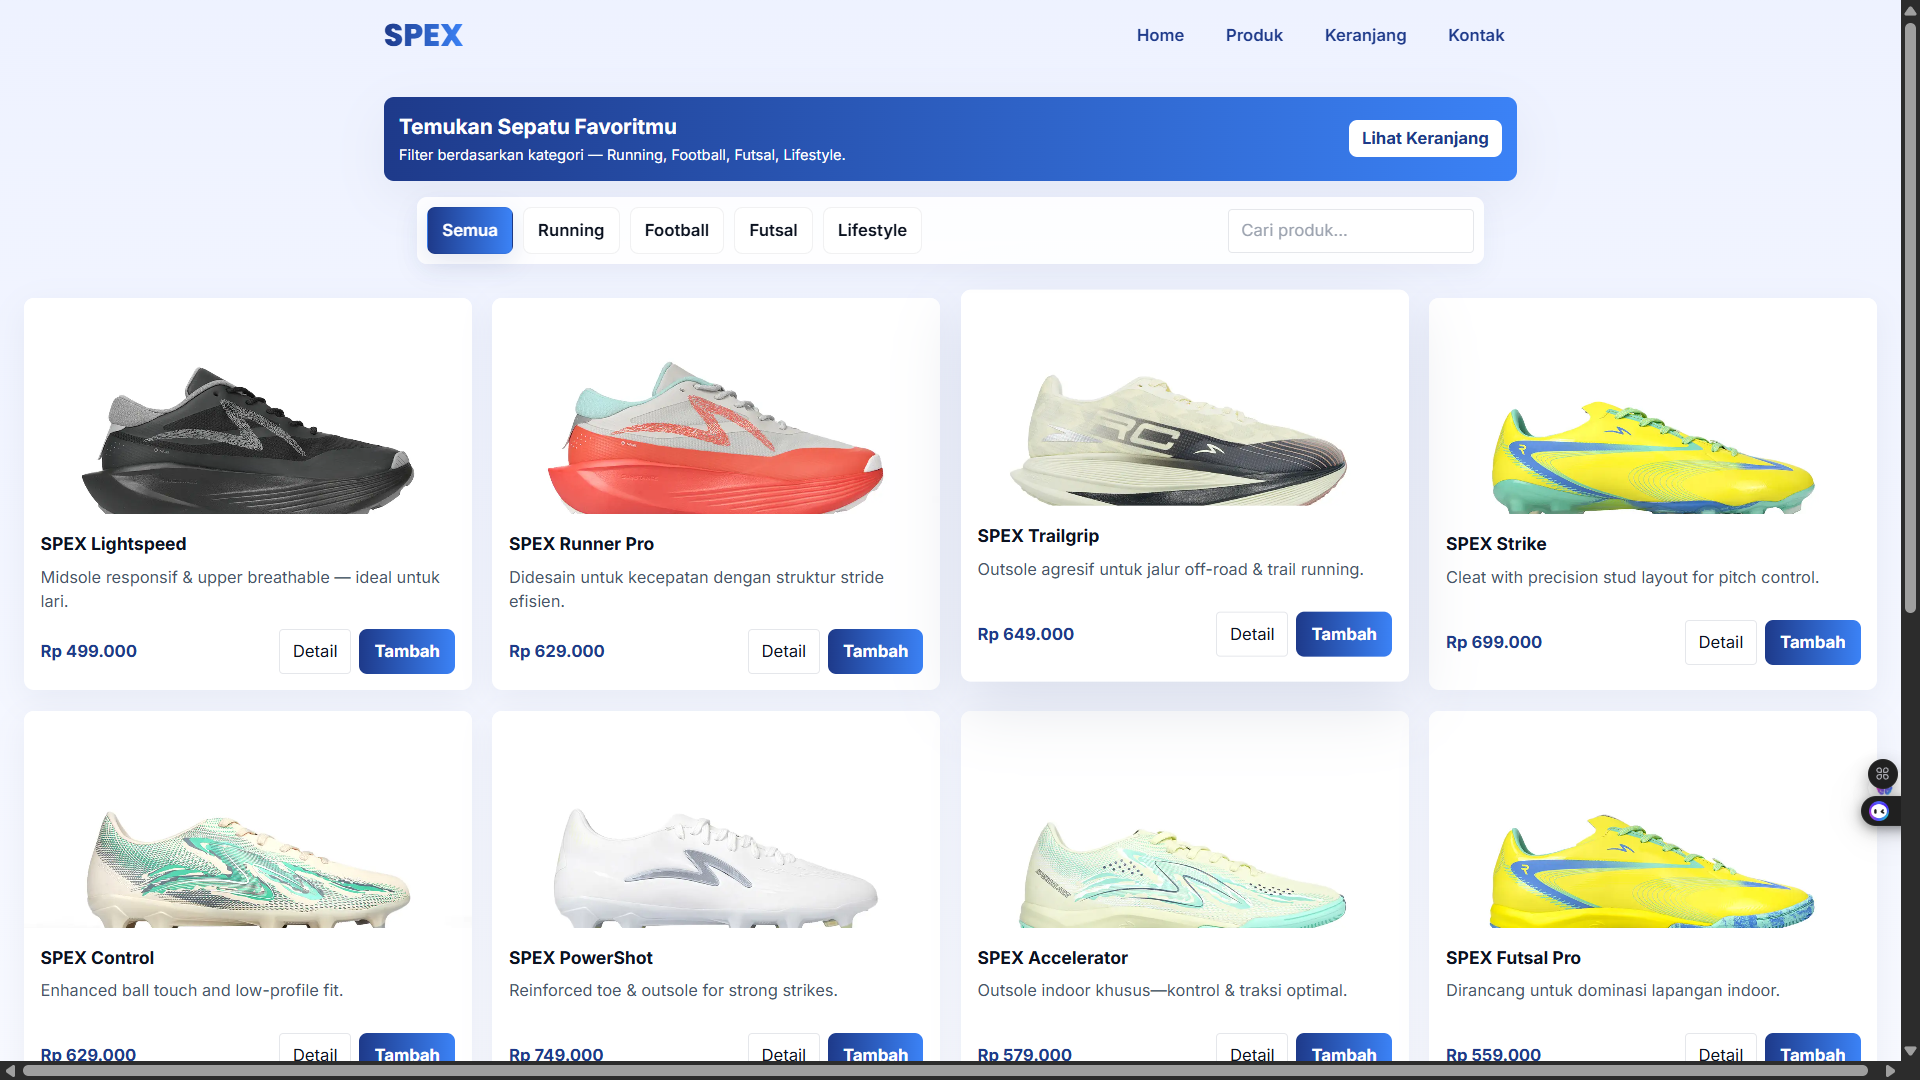 SPEX
Home
Produk
Keranjang
Kontak
Temukan Sepatu Favoritmu
Filter berdasarkan kategori — Running, Football, Futsal, Lifestyle.
Lihat Keranjang
Semua
Running
Football
Futsal
Lifestyle
Cari produk...
RC
SPEX Lightspeed
Midsole responsif & upper breathable — ideal untuk
lari.
Rp 499.000
Detail
Tambah
SPEX Runner Pro
Didesain untuk kecepatan dengan struktur stride
efisien.
Rp 629.000
Detail
Tambah
SPEX Trailgrip
Outsole agresif untuk jalur off-road & trail running.
Rp 649.000
Detail
Tambah
SPEX Strike
Cleat with precision stud layout for pitch control.
Rp 699.000
Detail
Tambah
SPEX Control
Enhanced ball touch and low-profile fit.
Rp 629.000
Detail
Tambah
SPEX PowerShot
Reinforced toe & outsole for strong strikes.
Rp 749.000
Detail
Tambah
SPEX Accelerator
Outsole indoor khusus—kontrol & traksi optimal.
Rp 579.000
Detail
Tambah
SPEX Futsal Pro
Dirancang untuk dominasi lapangan indoor.
Rp 559.000
Detail
Tambah